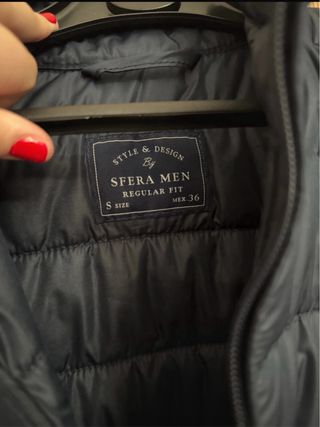 STYLE & DESIGN
By
SFERA MEN
REGULAR FIT
S SIZE MEX 36